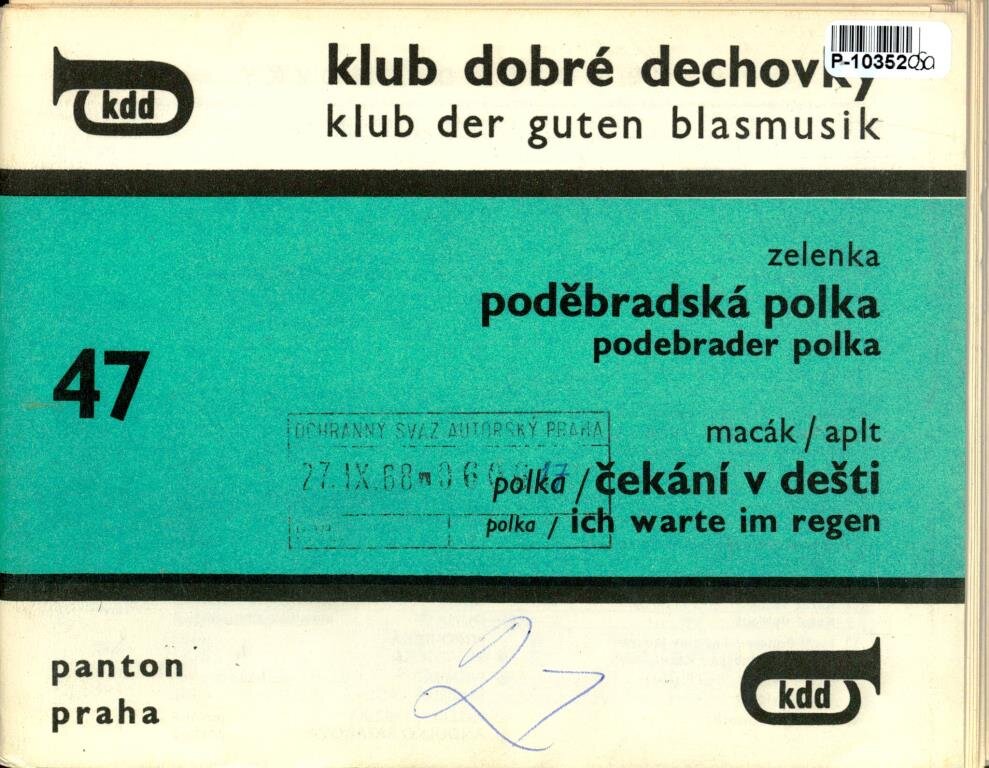 kdd
klub dobré dechovky
klub der guten blasmusik
P-10352
zelenka
poděbradská polka
podebrader polka
47
macák / aplt
polka / čekání v dešti
polka / ich warte im regen
OCHRANNÝ SVAZ AUTORSKÝ PRAHA
27.IX.68
panton
praha
27
kdd